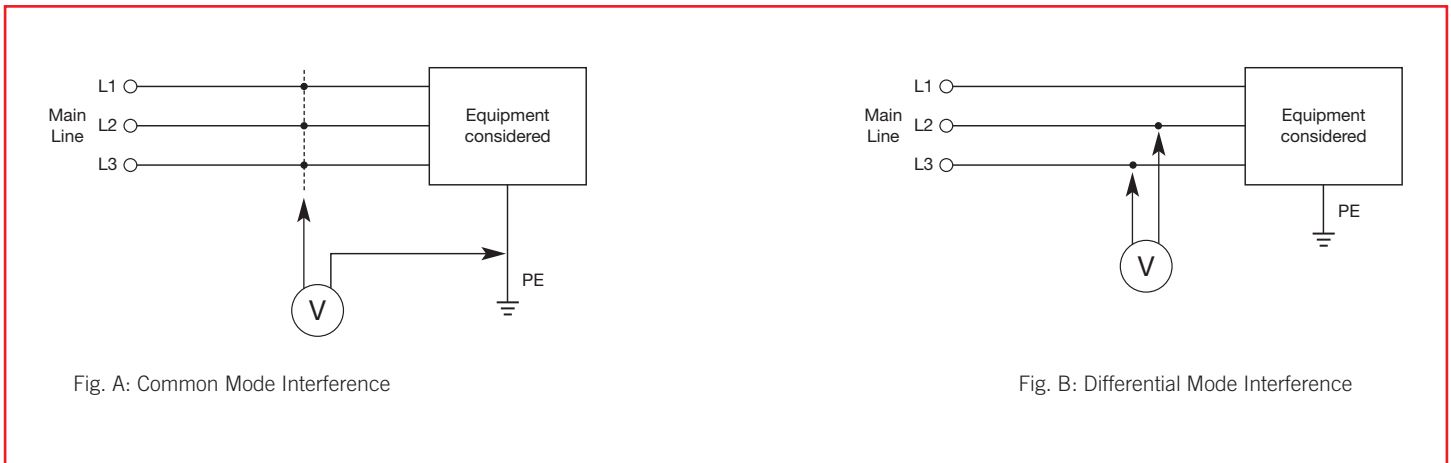 L1
Main
Line
L2
L3
Equipment
considered
PE
V
Fig. A: Common Mode Interference
L1
Main
Line
L2
L3
Equipment
considered
PE
V
Fig. B: Differential Mode Interference